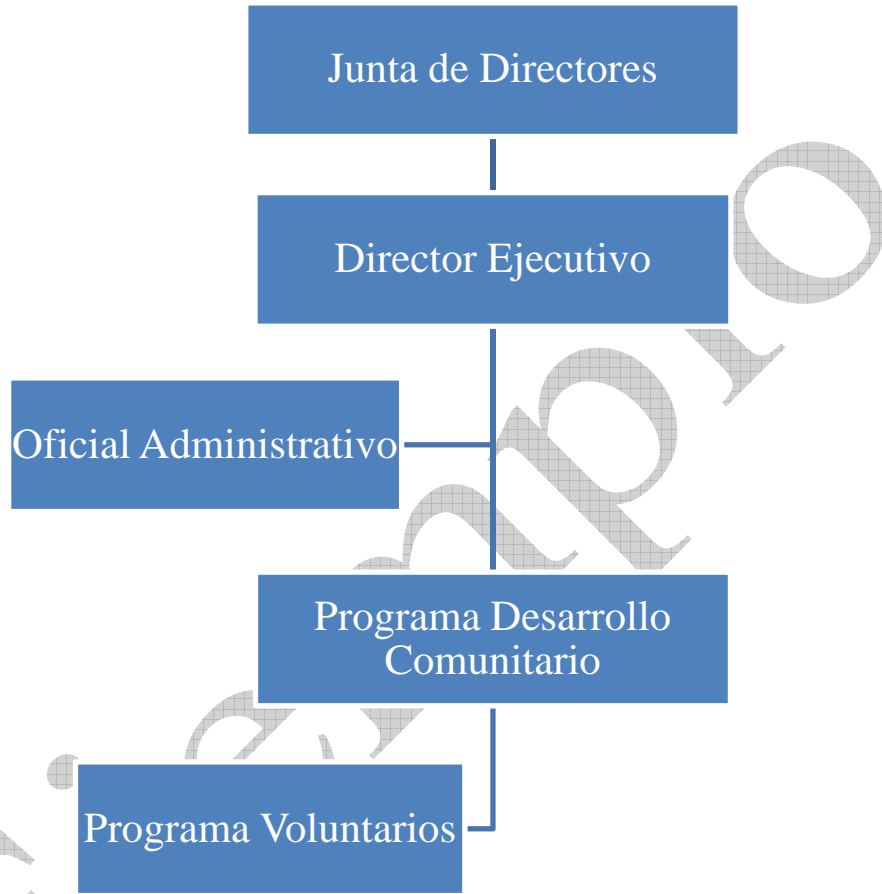 Junta de Directores
Director Ejecutivo
Oficial Administrativo
Programa Desarrollo
Comunitario
Programa Voluntarios